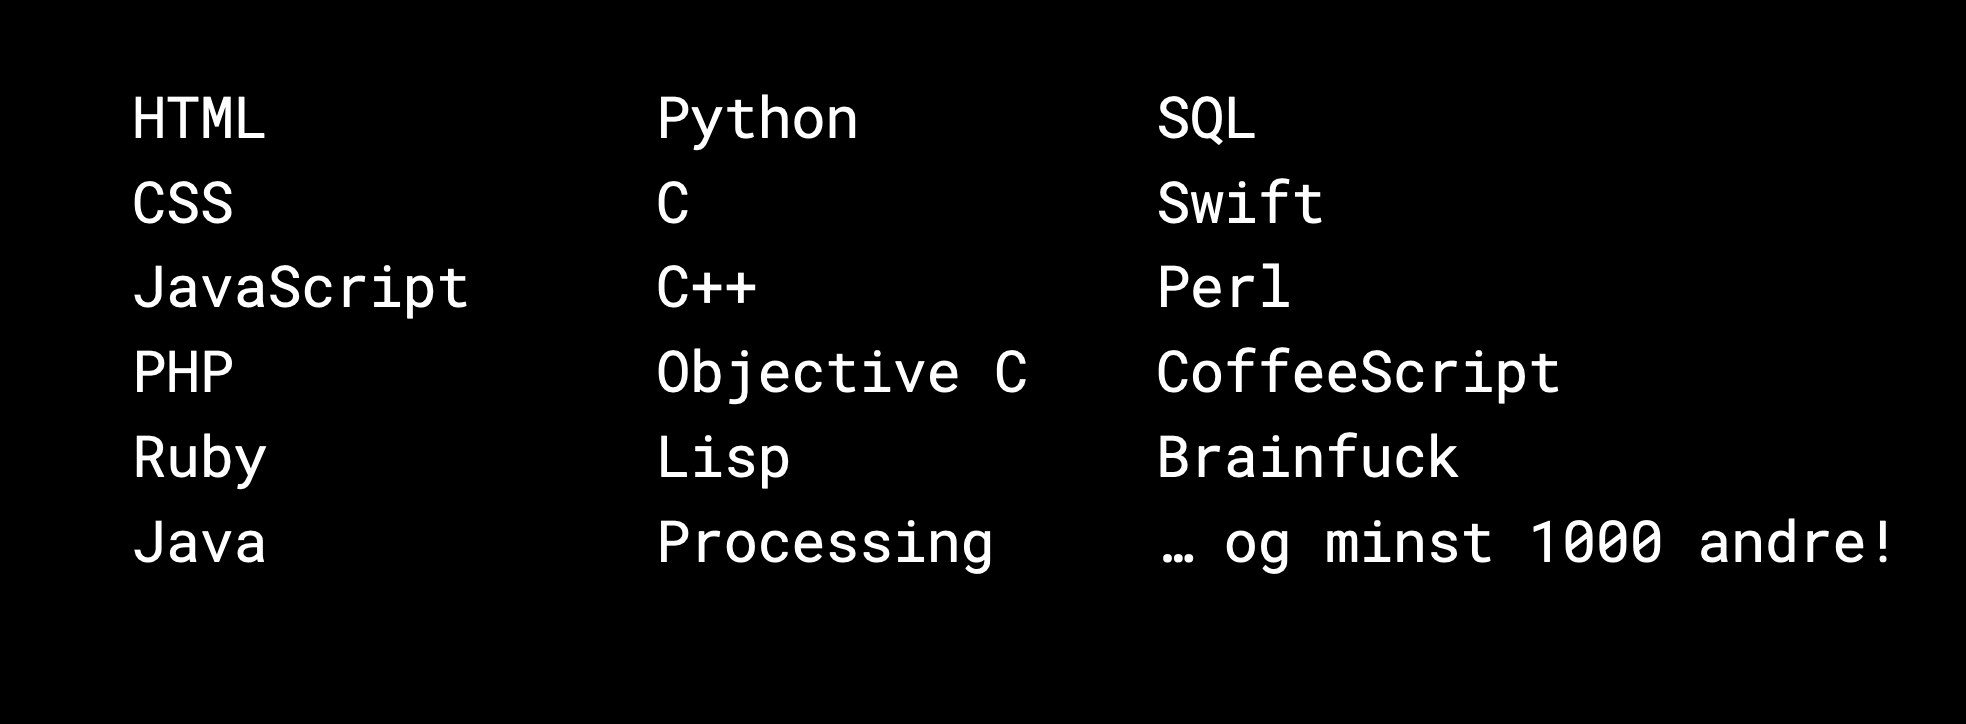 HTML
CSS
JavaScript
PHP
Ruby
Java
Python
C
C++
Objective C
Lisp
Processing
SQL
Swift
Perl
CoffeeScript
Brainfuck
… og minst 1000 andre!